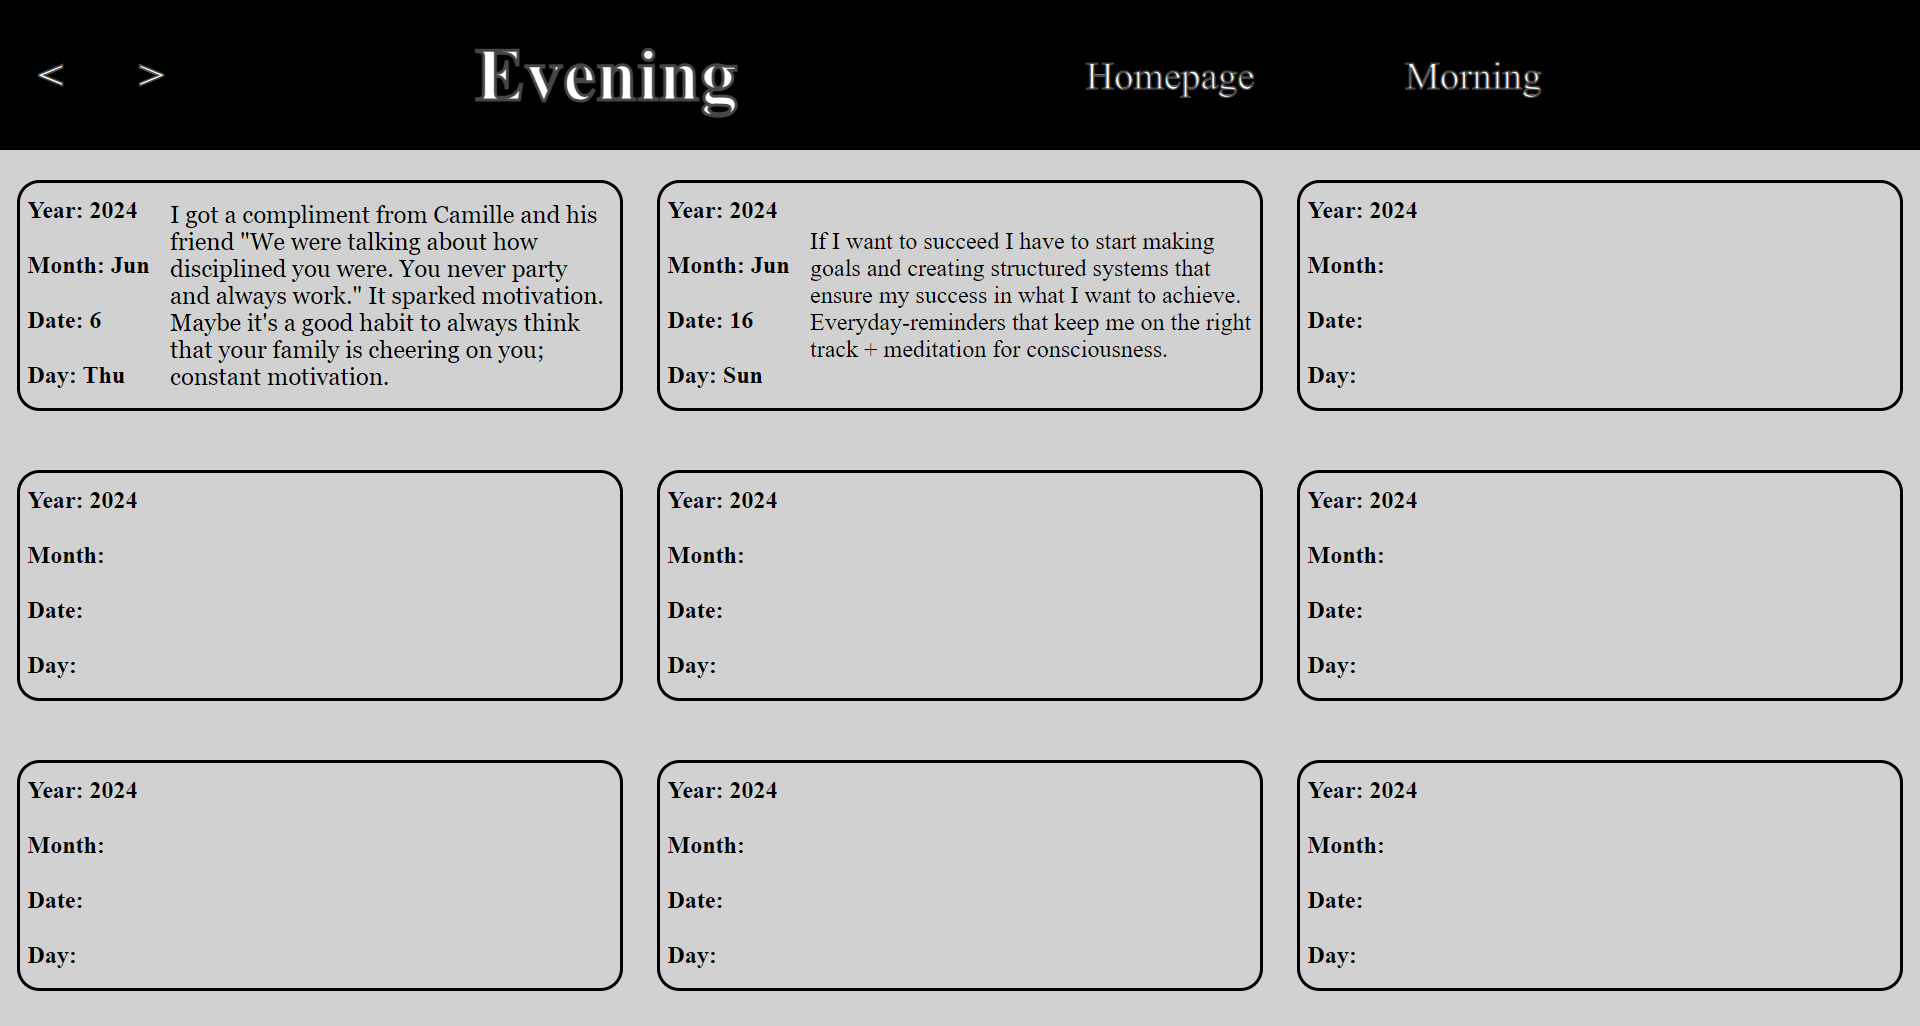 < > Evening Homepage Morning
Year: 2024
Month: Jun
Date: 6
Day: Thu
I got a compliment from Camille and his
friend "We were talking about how
disciplined you were. You never party
and always work." It sparked motivation.
Maybe it's a good habit to always think
that your family is cheering on you;
constant motivation.
Year: 2024
Month: Jun
Date: 16
Day: Sun
If I want to succeed I have to start making
goals and creating structured systems that
ensure my success in what I want to achieve.
Everyday-reminders that keep me on the right
track + meditation for consciousness.
Year: 2024
Month:
Date:
Day:
Year: 2024
Month:
Date:
Day:
Year: 2024
Month:
Date:
Day:
Year: 2024
Month:
Date:
Day:
Year: 2024
Month:
Date:
Day:
Year: 2024
Month:
Date:
Day:
Year: 2024
Month:
Date:
Day: